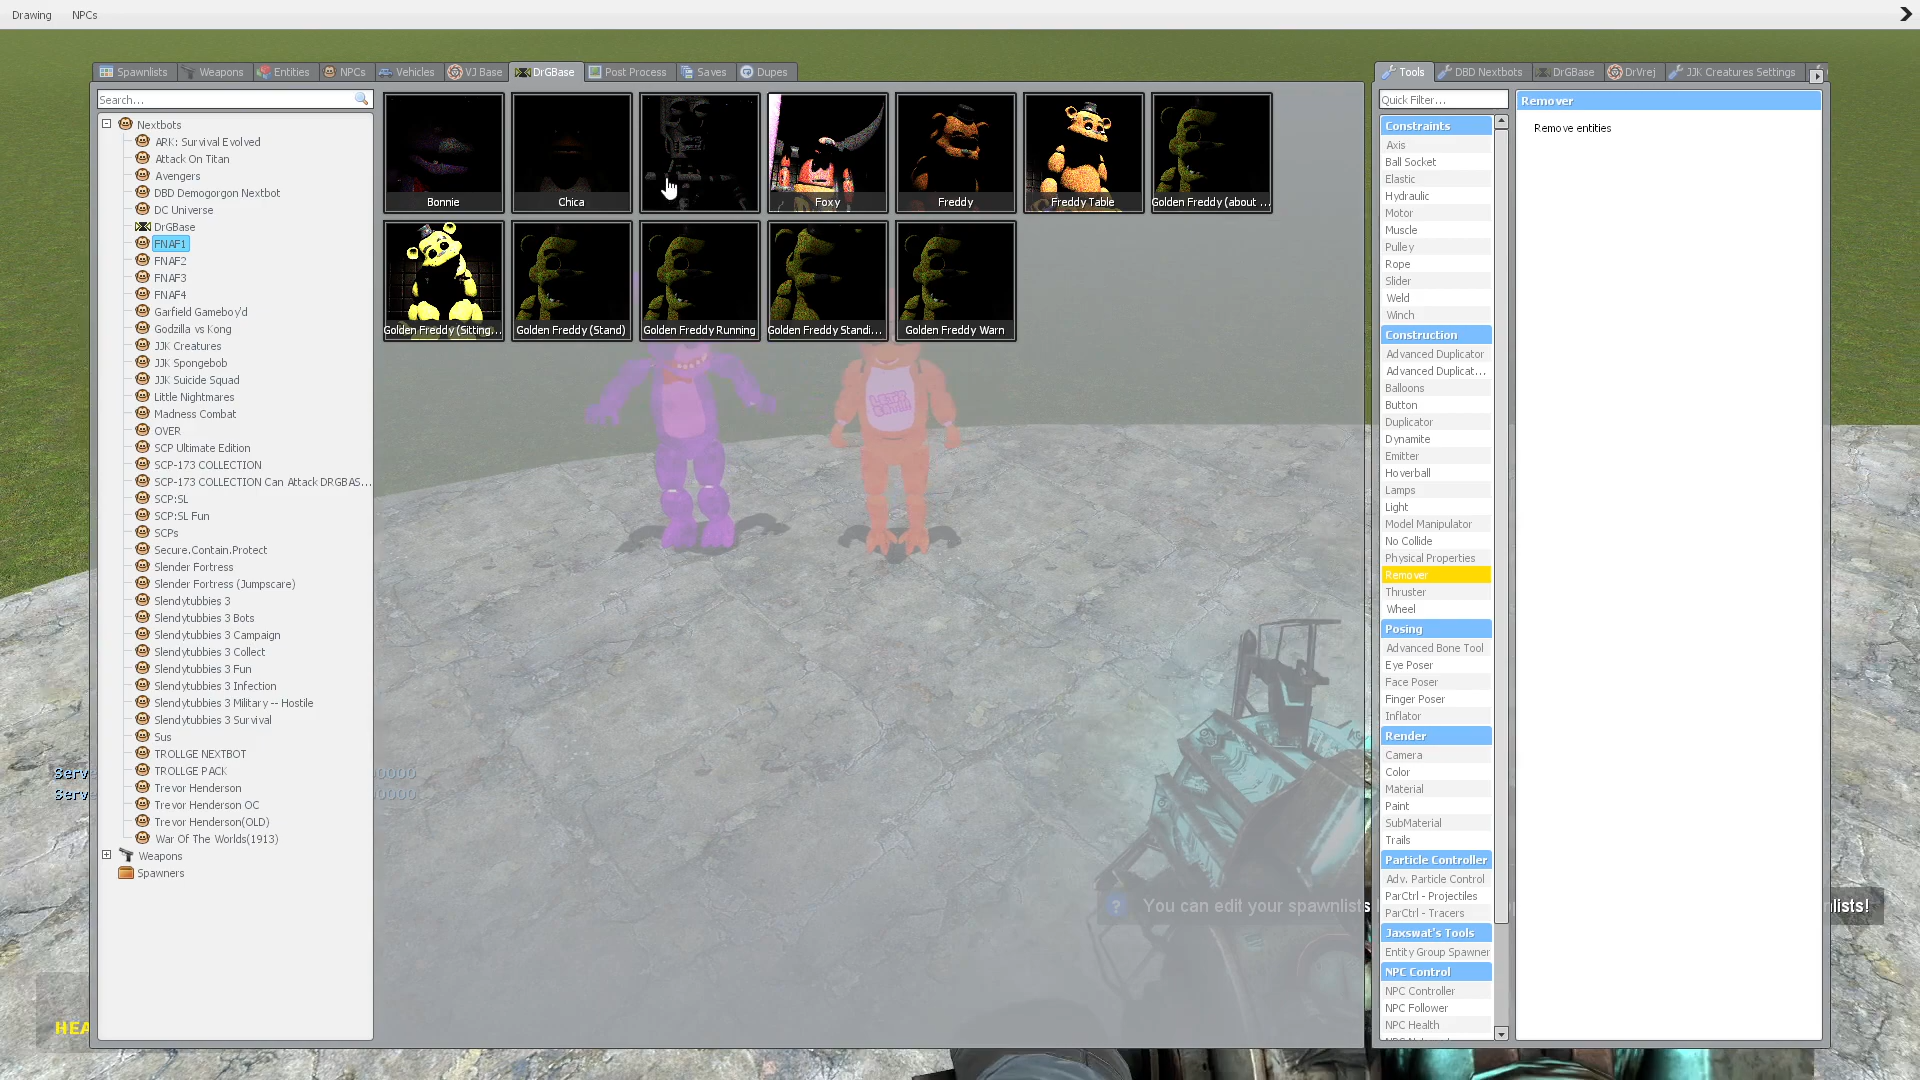 Drawing NPCs
Spawnlists Weapons Entities NPCs Vehicles VJ Base DrGBase Post Process Saves Dupes
Tools DBD Nextbots DrGBase DrVrej JJK Creatures Settings
Search...
Nextbots
ARK: Survival Evolved
Attack On Titan
Avengers
DBD Demogorgon Nextbot
DC Universe
DrGBase
FNAF1
FNAF2
FNAF3
FNAF4
Garfield Gameboy'd
Godzilla vs Kong
JJK Creatures
JJK Spongebob
JJK Suicide Squad
Little Nightmares
Madness Combat
OVER
SCP Ultimate Edition
SCP-173 COLLECTION
SCP-173 COLLECTION Can Attack DRGBAS...
SCP:SL
SCP:SL Fun
SCPs
Secure.Contain.Protect
Slender Fortress
Slender Fortress (Jumpscare)
Slendytubbies 3
Slendytubbies 3 Bots
Slendytubbies 3 Campaign
Slendytubbies 3 Collect
Slendytubbies 3 Fun
Slendytubbies 3 Infection
Slendytubbies 3 Military -- Hostile
Slendytubbies 3 Survival
Sus
TROLLGE NEXTBOT
TROLLGE PACK
Trevor Henderson
Trevor Henderson OC
Trevor Henderson(OLD)
War Of The Worlds(1913)
Weapons
Spawners
Bonnie Chica Foxy Freddy Freddy Table Golden Freddy (about ...
Golden Freddy (Sitting... Golden Freddy (Stand) Golden Freddy Running Golden Freddy Standi... Golden Freddy Warn
LET'S EAT!!!
You can edit your spawnlists
lists!
HEA
Quick Filter...
Constraints
Axis
Ball Socket
Elastic
Hydraulic
Motor
Muscle
Pulley
Rope
Slider
Weld
Winch
Construction
Advanced Duplicator
Advanced Duplicat...
Balloons
Button
Duplicator
Dynamite
Emitter
Hoverball
Lamps
Light
Model Manipulator
No Collide
Physical Properties
Remover
Thruster
Wheel
Posing
Advanced Bone Tool
Eye Poser
Face Poser
Finger Poser
Inflator
Render
Camera
Color
Material
Paint
SubMaterial
Trails
Particle Controller
Adv. Particle Control
ParCtrl - Projectiles
ParCtrl - Tracers
Jaxswat's Tools
Entity Group Spawner
NPC Control
NPC Controller
NPC Follower
NPC Health
Remover
Remove entities